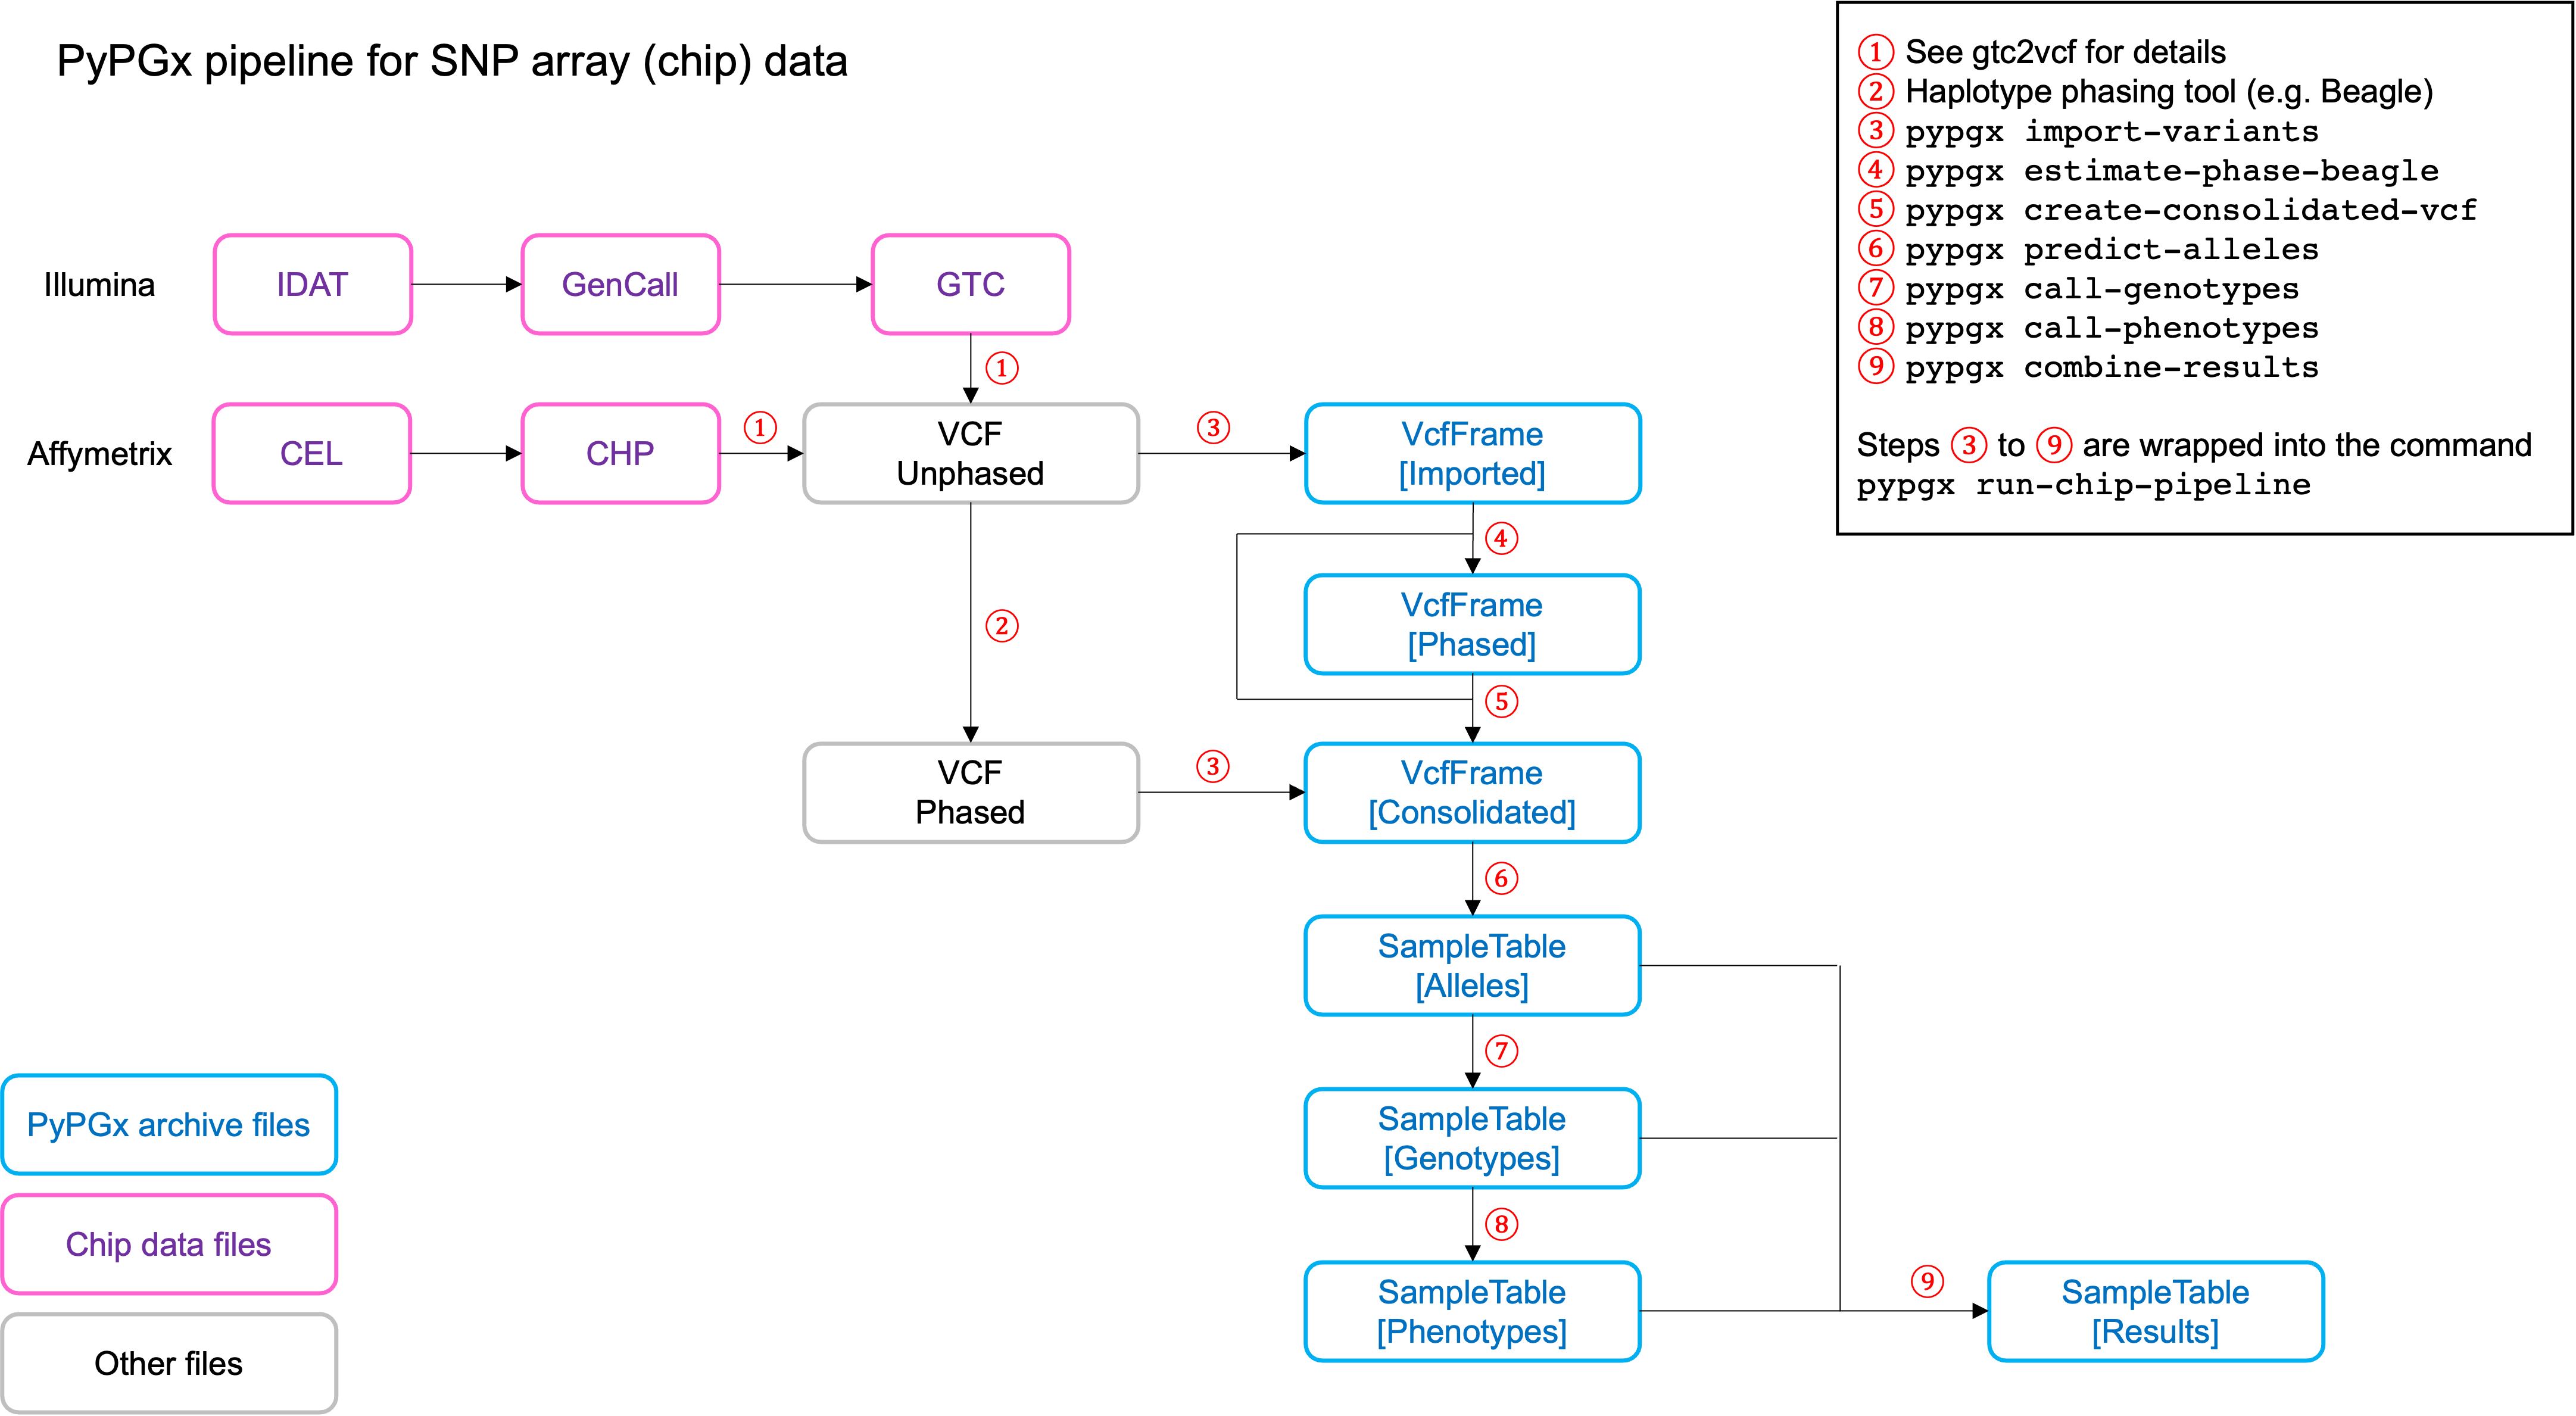 PyPGx pipeline for SNP array (chip) data
① See gtc2vcf for details
② Haplotype phasing tool (e.g. Beagle)
③ pypgx import-variants
④ pypgx estimate-phase-beagle
⑤ pypgx create-consolidated-vcf
⑥ pypgx predict-alleles
⑦ pypgx call-genotypes
⑧ pypgx call-phenotypes
⑨ pypgx combine-results
Steps ③ to ⑨ are wrapped into the command
pypgx run-chip-pipeline
Illumina
IDAT
GenCall
GTC
①
Affymetrix
CEL
CHP
①
VCF
Unphased
③
VcfFrame
[Imported]
④
VcfFrame
[Phased]
②
⑤
VCF
Phased
③
VcfFrame
[Consolidated]
⑥
SampleTable
[Alleles]
⑦
SampleTable
[Genotypes]
⑧
SampleTable
[Phenotypes]
⑨
SampleTable
[Results]
PyPGx archive files
Chip data files
Other files